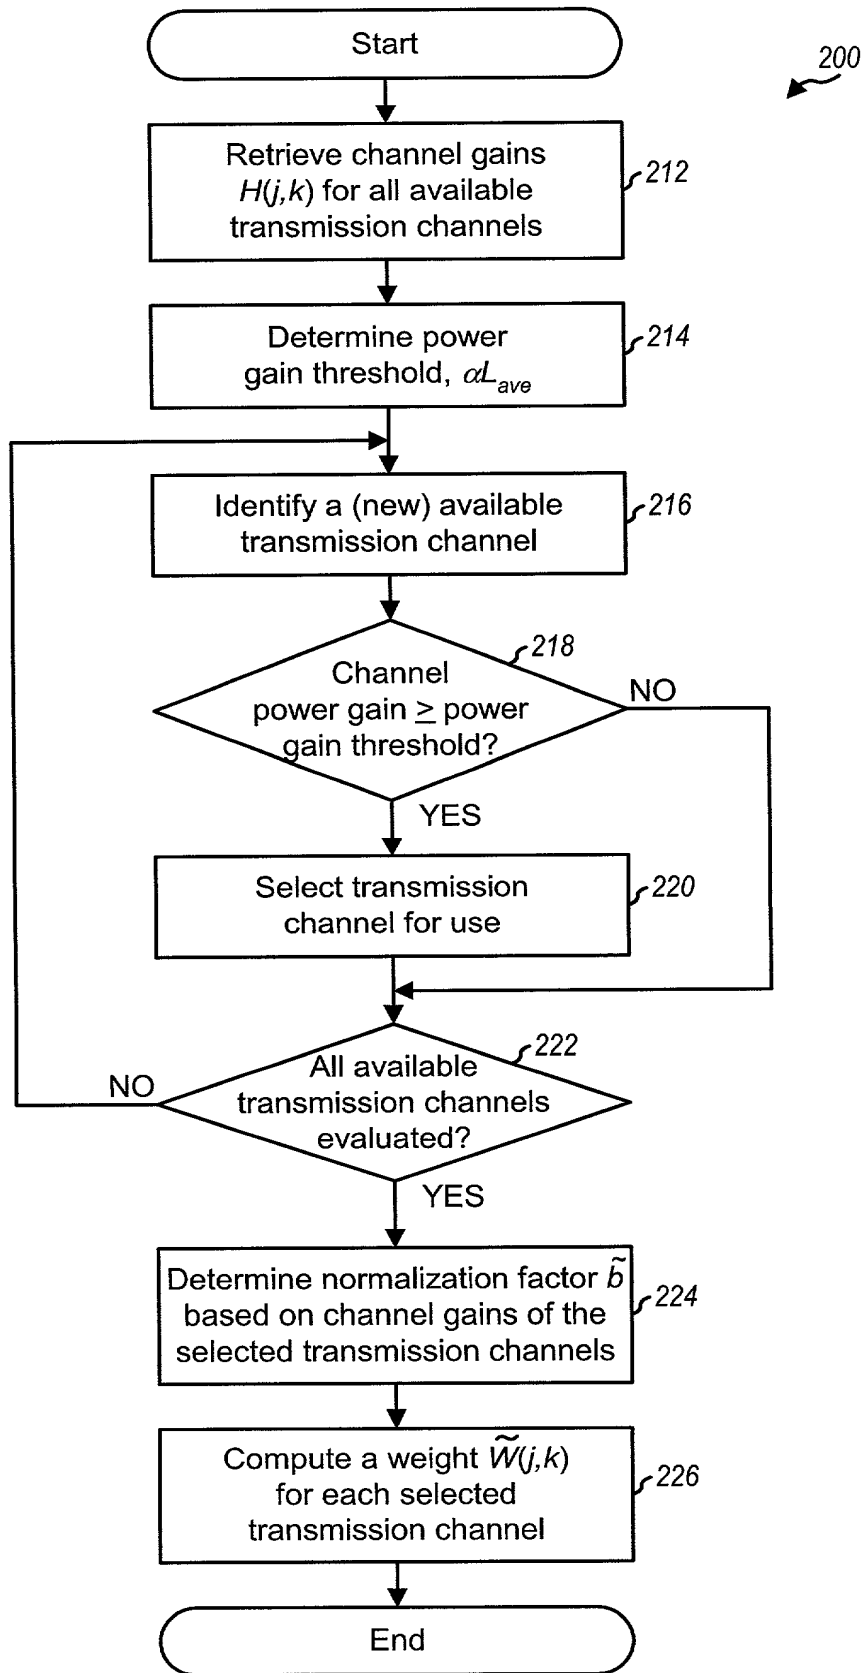 Start
200
Retrieve channel gains
H(j,k) for all available
transmission channels
212
Determine power
gain threshold, αL_ave
214
Identify a (new) available
transmission channel
216
218
Channel
power gain ≥ power
gain threshold?
NO
YES
Select transmission
channel for use
220
222
All available
transmission channels
evaluated?
NO
YES
Determine normalization factor b̃
based on channel gains of the
selected transmission channels
224
Compute a weight W̃(j,k)
for each selected
transmission channel
226
End